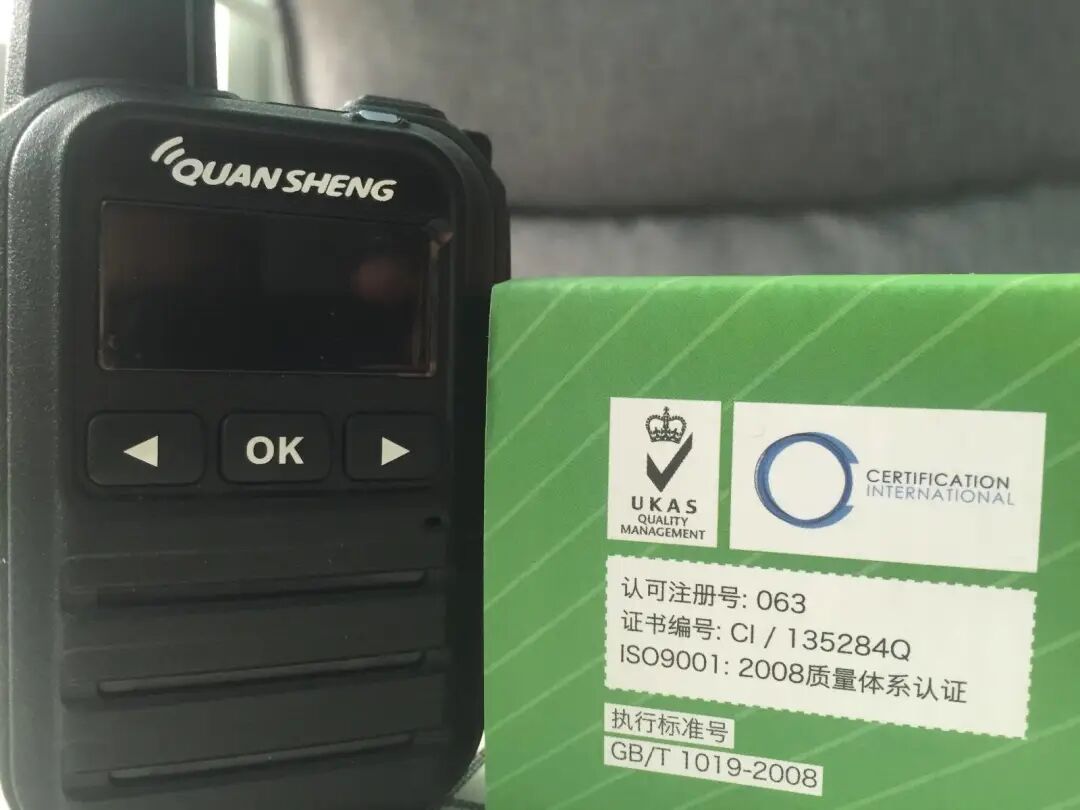 QUANSHENG
◀ OK ▶
UKAS
QUALITY
MANAGEMENT
CERTIFICATION
INTERNATIONAL
认可注册号: 063
证书编号: CI / 135284Q
ISO9001: 2008质量体系认证
执行标准号
GB/T 1019-2008